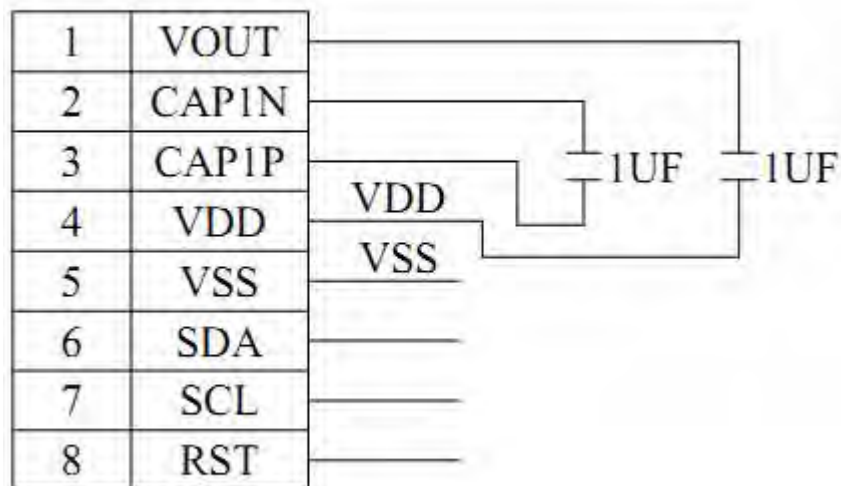 1 VOUT
2 CAP1N
3 CAP1P 1UF 1UF
VDD
4 VDD
VSS
5 VSS
6 SDA
7 SCL
8 RST